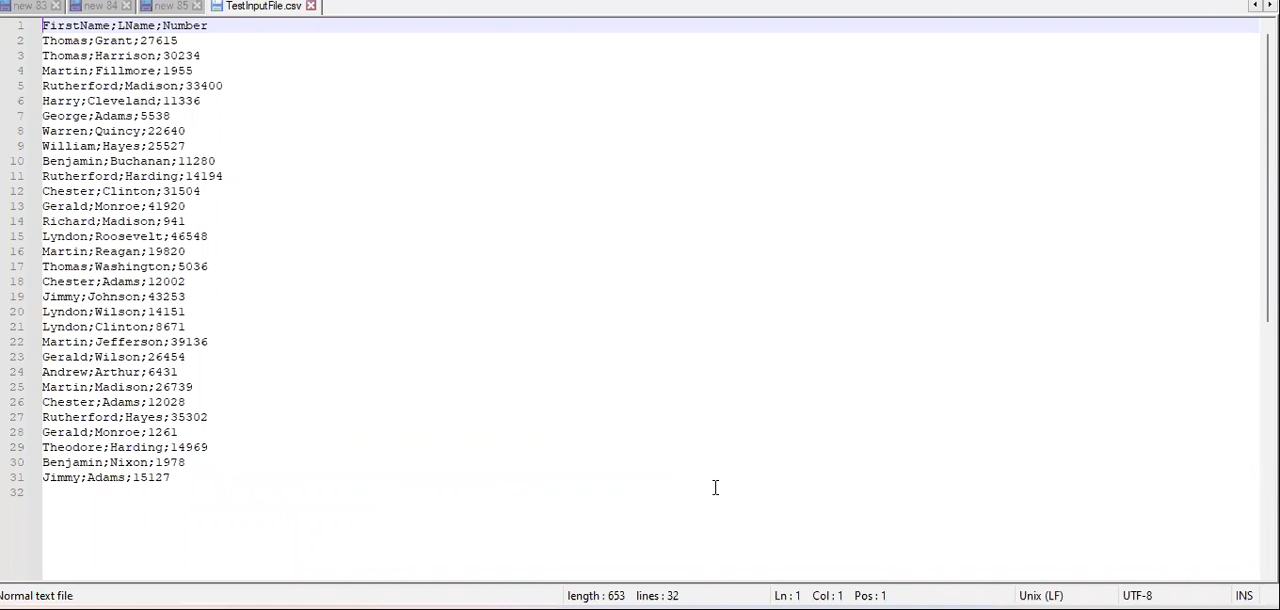 new 83 new 84 new 85 TestInputFile.csv
1 FirstName;LName;Number
2 Thomas;Grant;27615
3 Thomas;Harrison;30234
4 Martin;Fillmore;1955
5 Rutherford;Madison;33400
6 Harry;Cleveland;11336
7 George;Adams;5538
8 Warren;Quincy;22640
9 William;Hayes;25527
10 Benjamin;Buchanan;11280
11 Rutherford;Harding;14194
12 Chester;Clinton;31504
13 Gerald;Monroe;41920
14 Richard;Madison;941
15 Lyndon;Roosevelt;46548
16 Martin;Reagan;19820
17 Thomas;Washington;5036
18 Chester;Adams;12002
19 Jimmy;Johnson;43253
20 Lyndon;Wilson;14151
21 Lyndon;Clinton;8671
22 Martin;Jefferson;39136
23 Gerald;Wilson;26454
24 Andrew;Arthur;6431
25 Martin;Madison;26739
26 Chester;Adams;12028
27 Rutherford;Hayes;35302
28 Gerald;Monroe;1261
29 Theodore;Harding;14969
30 Benjamin;Nixon;1978
31 Jimmy;Adams;15127
32
Normal text file length : 653 lines : 32 Ln : 1 Col : 1 Pos : 1 Unix (LF) UTF-8 INS